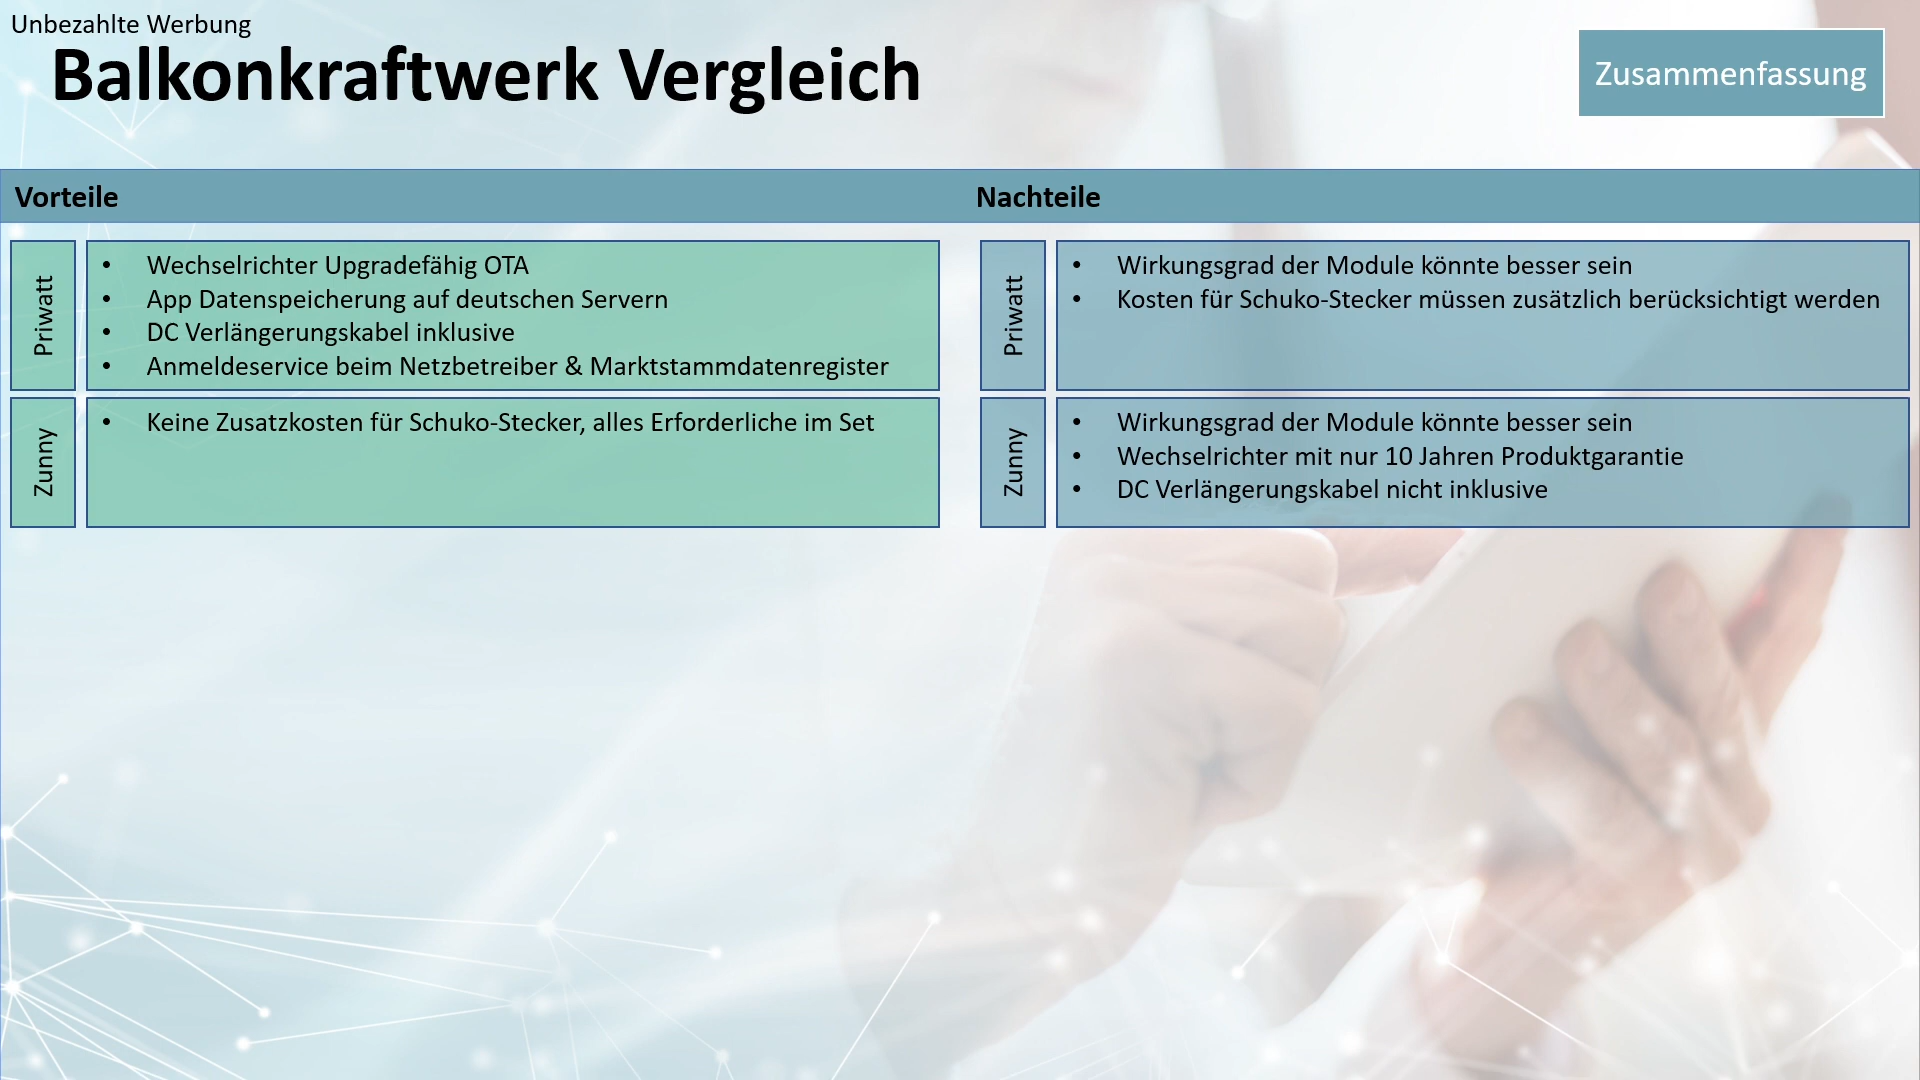 Unbezahlte Werbung
Balkonkraftwerk Vergleich
Zusammenfassung
Vorteile
Nachteile
Priwatt
• Wechselrichter Upgradefähig OTA
• App Datenspeicherung auf deutschen Servern
• DC Verlängerungskabel inklusive
• Anmeldeservice beim Netzbetreiber & Marktstammdatenregister
Priwatt
• Wirkungsgrad der Module könnte besser sein
• Kosten für Schuko-Stecker müssen zusätzlich berücksichtigt werden
Zunny
• Keine Zusatzkosten für Schuko-Stecker, alles Erforderliche im Set
Zunny
• Wirkungsgrad der Module könnte besser sein
• Wechselrichter mit nur 10 Jahren Produktgarantie
• DC Verlängerungskabel nicht inklusive